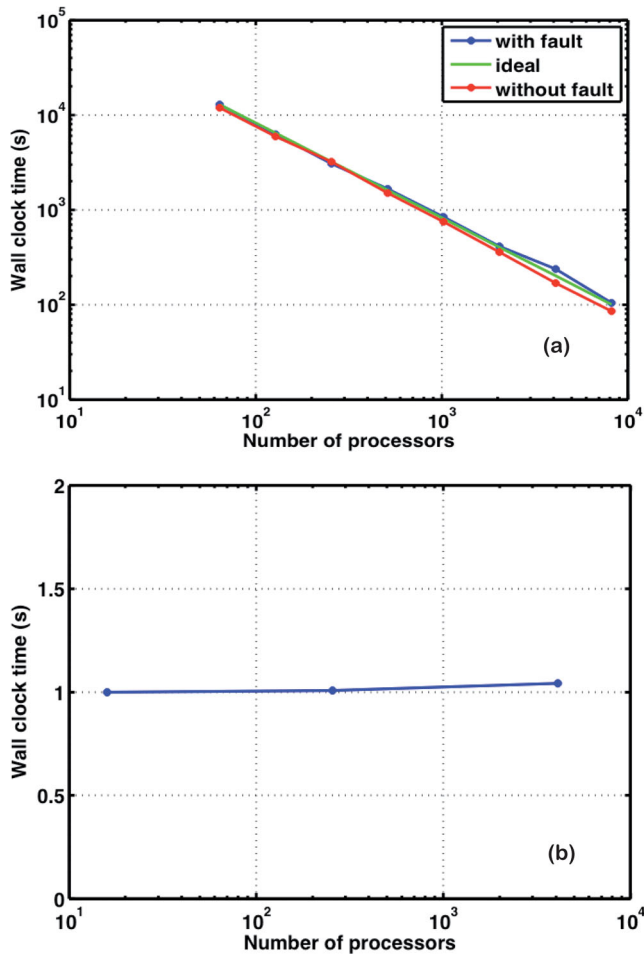 10^5
10^4
10^3
10^2
10^1
Wall clock time (s)
with fault
ideal
without fault
(a)
10^1
10^2
10^3
10^4
Number of processors
2
1.5
1
0.5
0
Wall clock time (s)
(b)
10^1
10^2
10^3
10^4
Number of processors